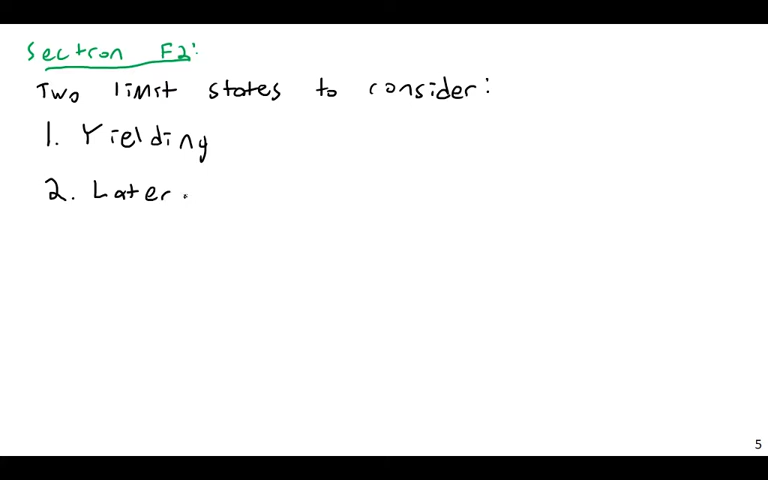 Section F2:
Two limit states to consider:
1. Yielding
2. Later
5